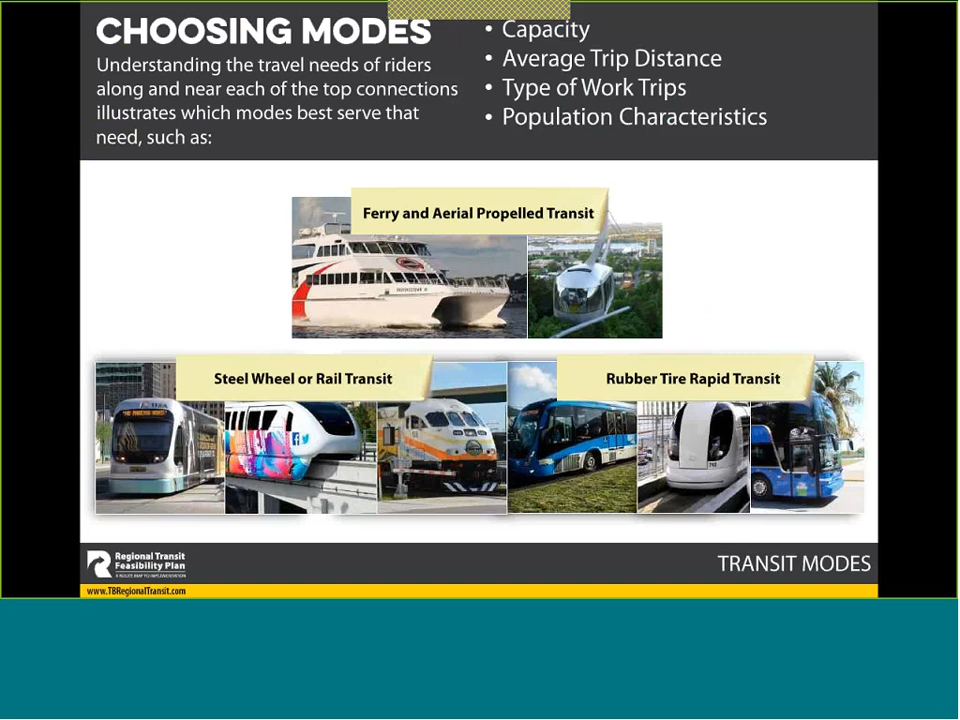 CHOOSING MODES
Understanding the travel needs of riders
along and near each of the top connections
illustrates which modes best serve that
need, such as:
• Capacity
• Average Trip Distance
• Type of Work Trips
• Population Characteristics
Ferry and Aerial Propelled Transit
Steel Wheel or Rail Transit
Rubber Tire Rapid Transit
Regional Transit
Feasibility Plan
TRANSIT MODES
www.TBRegionalTransit.com